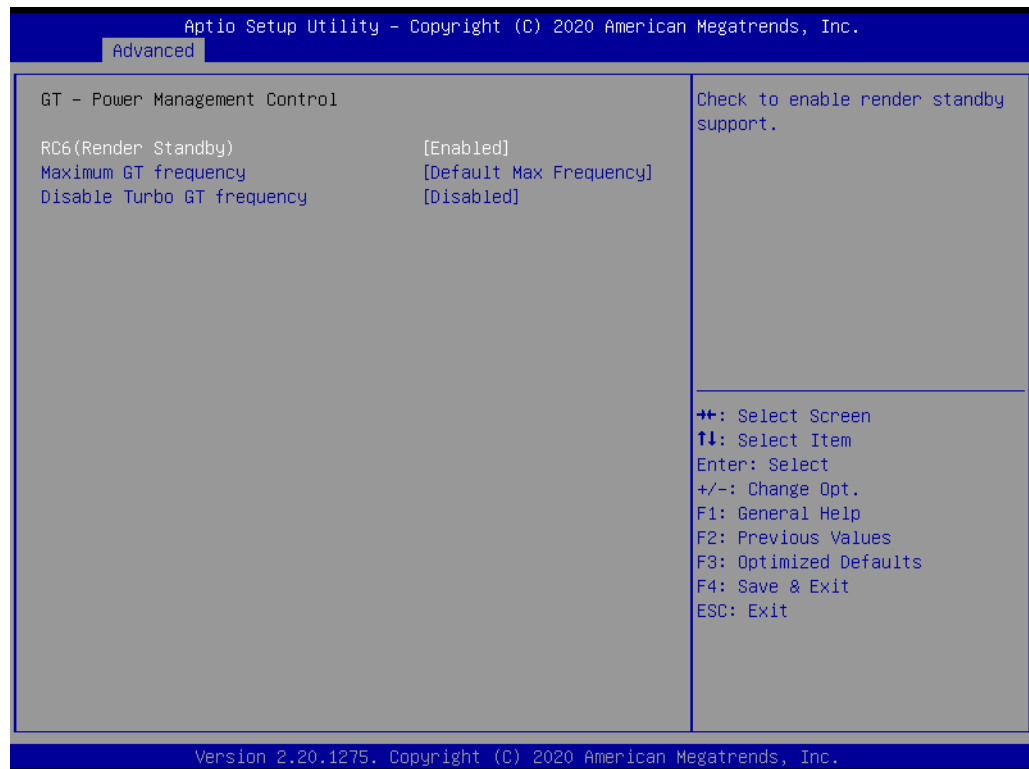 Aptio Setup Utility – Copyright (C) 2020 American Megatrends, Inc.
Advanced
GT – Power Management Control
RC6(Render Standby) [Enabled]
Maximum GT frequency [Default Max Frequency]
Disable Turbo GT frequency [Disabled]
Check to enable render standby
support.
→←: Select Screen
↑↓: Select Item
Enter: Select
+/-: Change Opt.
F1: General Help
F2: Previous Values
F3: Optimized Defaults
F4: Save & Exit
ESC: Exit
Version 2.20.1275. Copyright (C) 2020 American Megatrends, Inc.